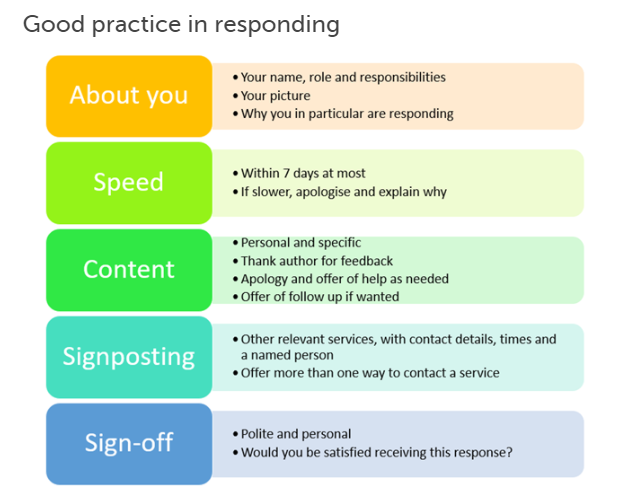 Good practice in responding
About you
• Your name, role and responsibilities
• Your picture
• Why you in particular are responding
Speed
• Within 7 days at most
• If slower, apologise and explain why
Content
• Personal and specific
• Thank author for feedback
• Apology and offer of help as needed
• Offer of follow up if wanted
Signposting
• Other relevant services, with contact details, times and
a named person
• Offer more than one way to contact a service
Sign-off
• Polite and personal
• Would you be satisfied receiving this response?